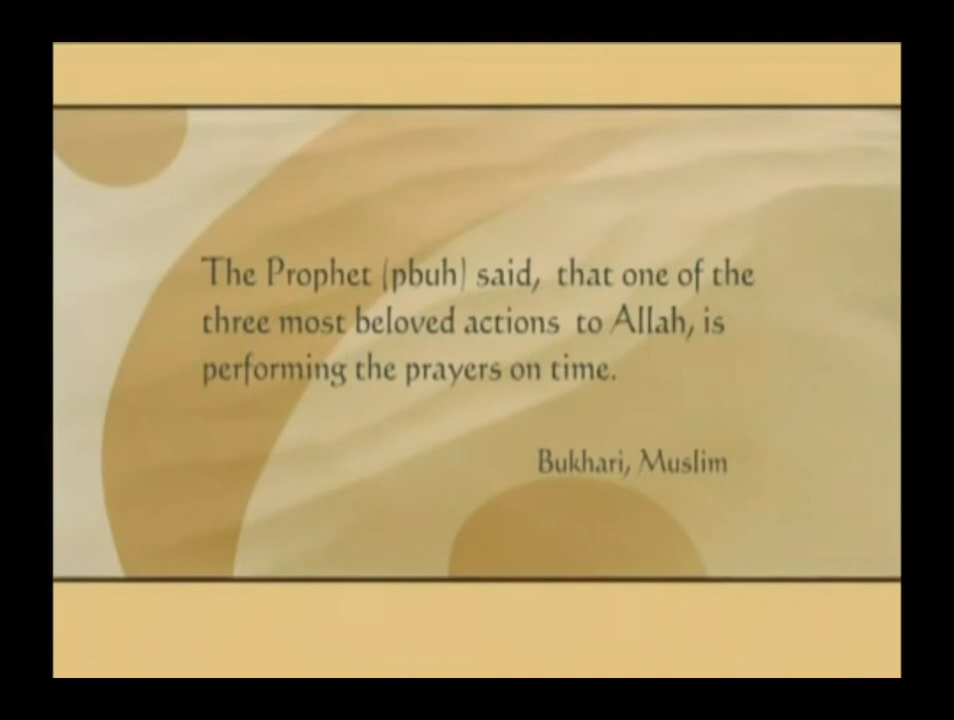 The Prophet (pbuh) said, that one of the
three most beloved actions to Allah, is
performing the prayers on time.
Bukhari, Muslim